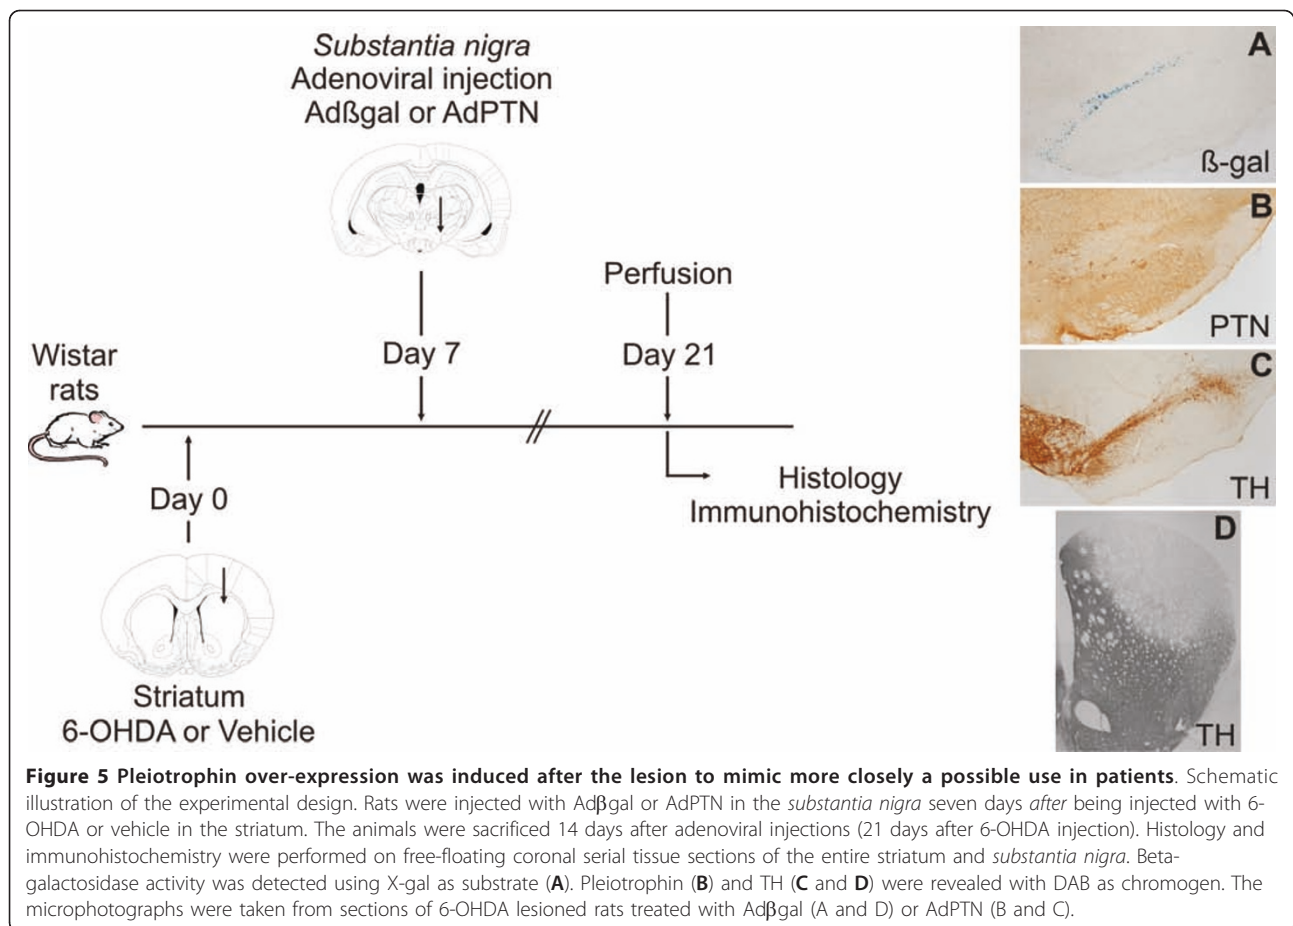 Substantia nigra
Adenoviral injection
Adßgal or AdPTN
Perfusion
Day 7
Day 21
Wistar
rats
Day 0
Histology
Immunohistochemistry
Striatum
6-OHDA or Vehicle
A
ß-gal
B
PTN
C
TH
D
TH
Figure 5 Pleiotrophin over-expression was induced after the lesion to mimic more closely a possible use in patients. Schematic
illustration of the experimental design. Rats were injected with Adβgal or AdPTN in the substantia nigra seven days after being injected with 6-
OHDA or vehicle in the striatum. The animals were sacrificed 14 days after adenoviral injections (21 days after 6-OHDA injection). Histology and
immunohistochemistry were performed on free-floating coronal serial tissue sections of the entire striatum and substantia nigra. Beta-
galactosidase activity was detected using X-gal as substrate (A). Pleiotrophin (B) and TH (C and D) were revealed with DAB as chromogen. The
microphotographs were taken from sections of 6-OHDA lesioned rats treated with Adβgal (A and D) or AdPTN (B and C).